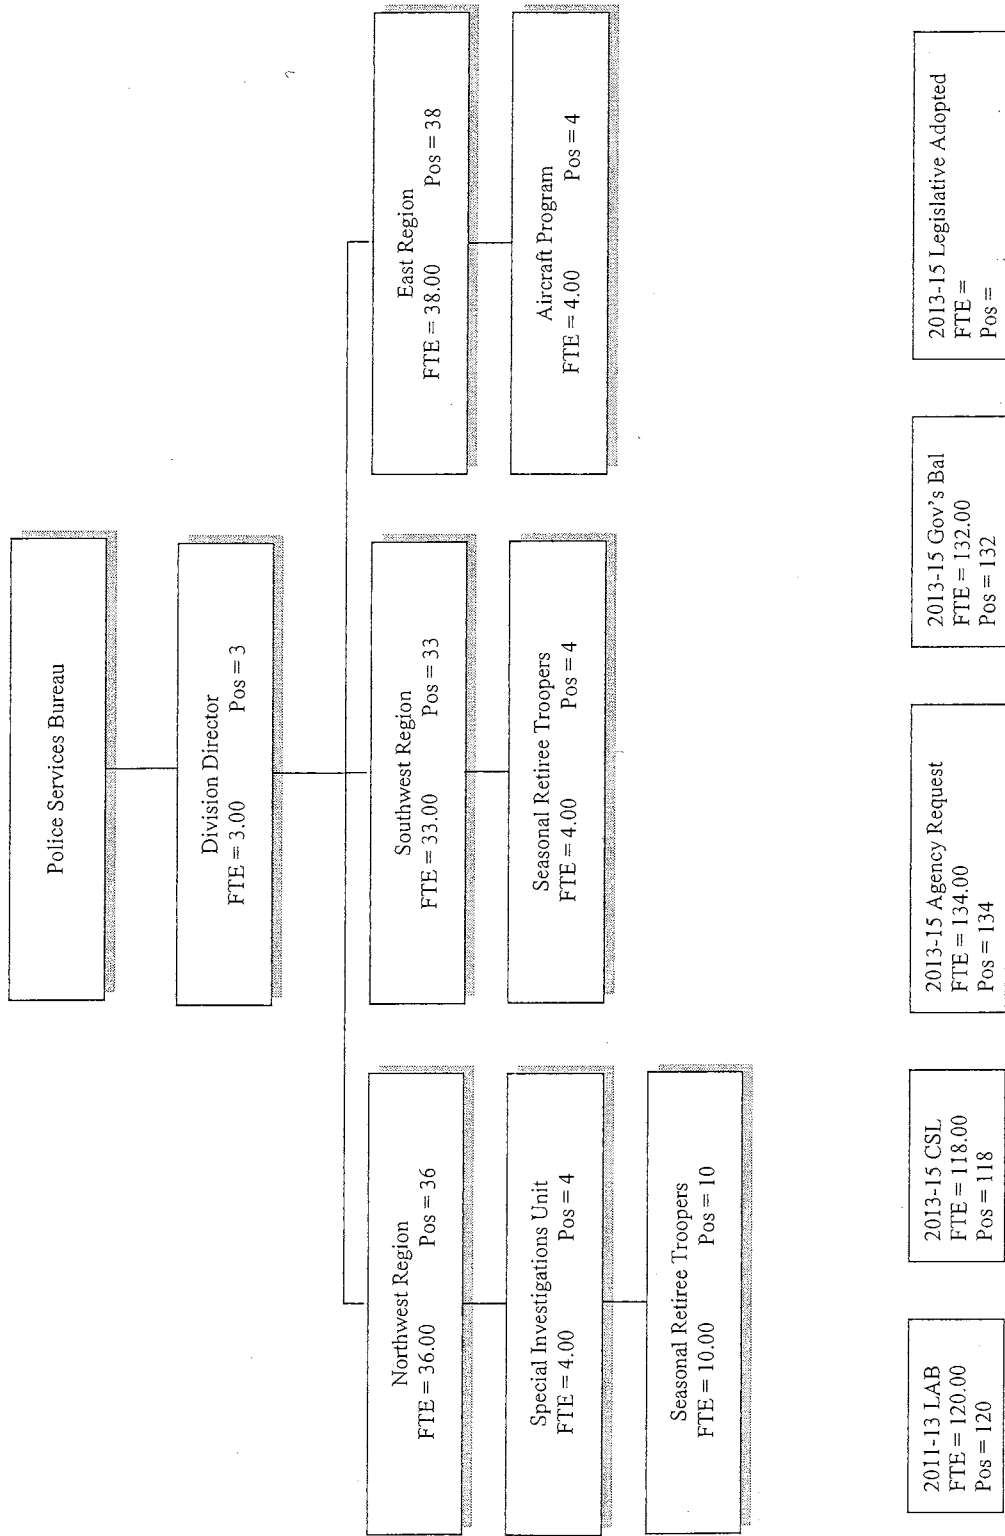 Police Services Bureau
Division Director
FTE = 3.00 Pos = 3
Northwest Region
FTE = 36.00 Pos = 36
Special Investigations Unit
FTE = 4.00 Pos = 4
Seasonal Retiree Troopers
FTE = 10.00 Pos = 10
Southwest Region
FTE = 33.00 Pos = 33
Seasonal Retiree Troopers
FTE = 4.00 Pos = 4
East Region
FTE = 38.00 Pos = 38
Aircraft Program
FTE = 4.00 Pos = 4
2011-13 LAB
FTE = 120.00
Pos = 120
2013-15 CSL
FTE = 118.00
Pos = 118
2013-15 Agency Request
FTE = 134.00
Pos = 134
2013-15 Gov's Bal
FTE = 132.00
Pos = 132
2013-15 Legislative Adopted
FTE =
Pos =